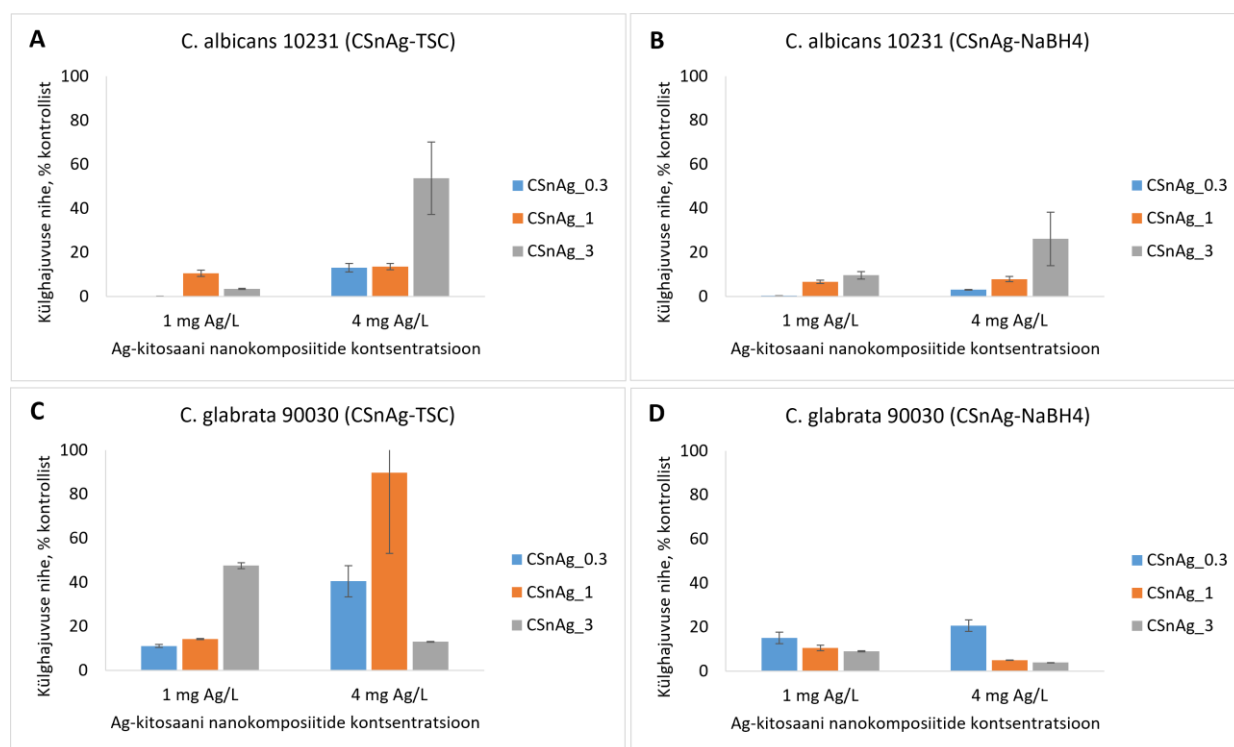 A
C. albicans 10231 (CSnAg-TSC)
Külghajuvuse nihe, % kontrollist
100
80
60
40
20
0
1 mg Ag/L
4 mg Ag/L
Ag-kitosaani nanokomposiitide kontsentratsioon
CSnAg_0.3
CSnAg_1
CSnAg_3
B
C. albicans 10231 (CSnAg-NaBH4)
Külghajuvuse nihe, % kontrollist
100
80
60
40
20
0
1 mg Ag/L
4 mg Ag/L
Ag-kitosaani nanokomposiitide kontsentratsioon
CSnAg_0.3
CSnAg_1
CSnAg_3
C
C. glabrata 90030 (CSnAg-TSC)
Külghajuvuse nihe, % kontrollist
100
80
60
40
20
0
1 mg Ag/L
4 mg Ag/L
Ag-kitosaani nanokomposiitide kontsentratsioon
CSnAg_0.3
CSnAg_1
CSnAg_3
D
C. glabrata 90030 (CSnAg-NaBH4)
Külghajuvuse nihe, % kontrollist
100
80
60
40
20
0
1 mg Ag/L
4 mg Ag/L
Ag-kitosaani nanokomposiitide kontsentratsioon
CSnAg_0.3
CSnAg_1
CSnAg_3